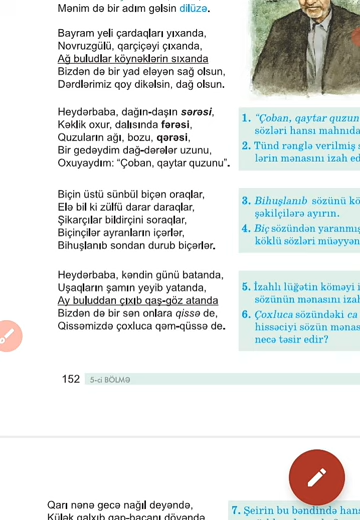 Mənim də bir adım gəlsin dilüzə.
Bayram yeli çardaqları yıxanda,
Novruzgülü, qarçiçəyi çıxanda,
Ağ buludlar köynəklərin sıxanda
Bizdən də bir yad eləyən sağ olsun,
Dərdlərimiz qoy dikəlsin, dağ olsun.
Heydərbaba, dağın-daşın sərəsi,
Kəklik oxur, dalısında fərəsi,
Quzuların ağı, bozu, qərəsi,
Bir gedəydim dağ-dərələr uzunu,
Oxuyaydım: “Çoban, qaytar quzunu”.
Biçin üstü sünbül biçən oraqlar,
Elə bil ki zülfü darar daraqlar,
Şikarçılar bildirçini soraqlar,
Biçinçilər ayranların içərlər,
Bihuşlanıb sondan durub biçərlər.
Heydərbaba, kəndin günü batanda,
Uşaqların şamın yeyib yatanda,
Ay buluddan çıxıb qaş-göz atanda
Bizdən də bir sən onlara qissə de,
Qissəmizdə çoxluca qəm-qüssə de.
1. “Çoban, qaytar quzun
sözləri hansı mahnıda
2. Tünd rənglə verilmiş
lərin mənasını izah ed
3. Bihuşlanıb sözünü kö
şəkilçilərə ayırın.
4. Biç sözündən yaranmış
köklü sözləri müəyyən
5. İzahlı lüğətin köməyi
sözünün mənasını izah
6. Çoxluca sözündəki ca
hissəciyi sözün mənas
necə təsir edir?
152 5-ci BÖLMƏ
Qarı nənə gecə nağıl deyəndə,
Külək qalxıb qap-bacanı döyəndə
7. Şeirin bu bəndində han